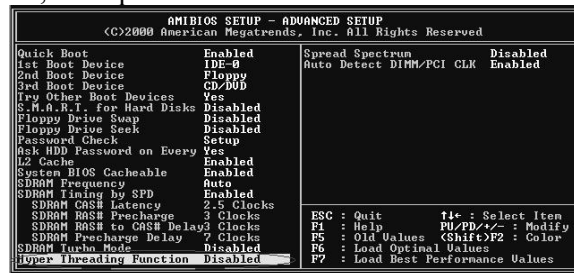 AMIBIOS SETUP - ADVANCED SETUP
(C)2000 American Megatrends, Inc. All Rights Reserved
Quick Boot Enabled
1st Boot Device IDE-0
2nd Boot Device Floppy
3rd Boot Device CD/DVD
Try Other Boot Devices Yes
S.M.A.R.T. for Hard Disks Disabled
Floppy Drive Swap Disabled
Floppy Drive Seek Disabled
Password Check Setup
Ask HDD Password on Every Yes
L2 Cache Enabled
System BIOS Cacheable Enabled
SDRAM Frequency Auto
SDRAM Timing by SPD Enabled
SDRAM CAS# Latency 2.5 Clocks
SDRAM RAS# Precharge 3 Clocks
SDRAM RAS# to CAS# Delay3 Clocks
SDRAM Precharge Delay 7 Clocks
SDRAM Turbo Mode Disabled
Hyper Threading Function Disabled
Spread Spectrum Disabled
Auto Detect DIMM/PCI CLK Enabled
ESC : Quit ↑↓← : Select Item
F1 : Help PU/PD/+/- : Modify
F5 : Old Values (Shift)F2 : Color
F6 : Load Optimal Values
F7 : Load Best Performance Values